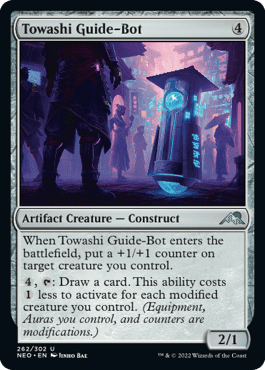 Towashi Guide-Bot 4
Artifact Creature — Construct
When Towashi Guide-Bot enters the
battlefield, put a +1/+1 counter on
target creature you control.
4, : Draw a card. This ability costs
1 less to activate for each modified
creature you control. (Equipment,
Auras you control, and counters are
modifications.)
2/1
262/302 U
NEO • EN Jinho Bae
™ & © 2022 Wizards of the Coast